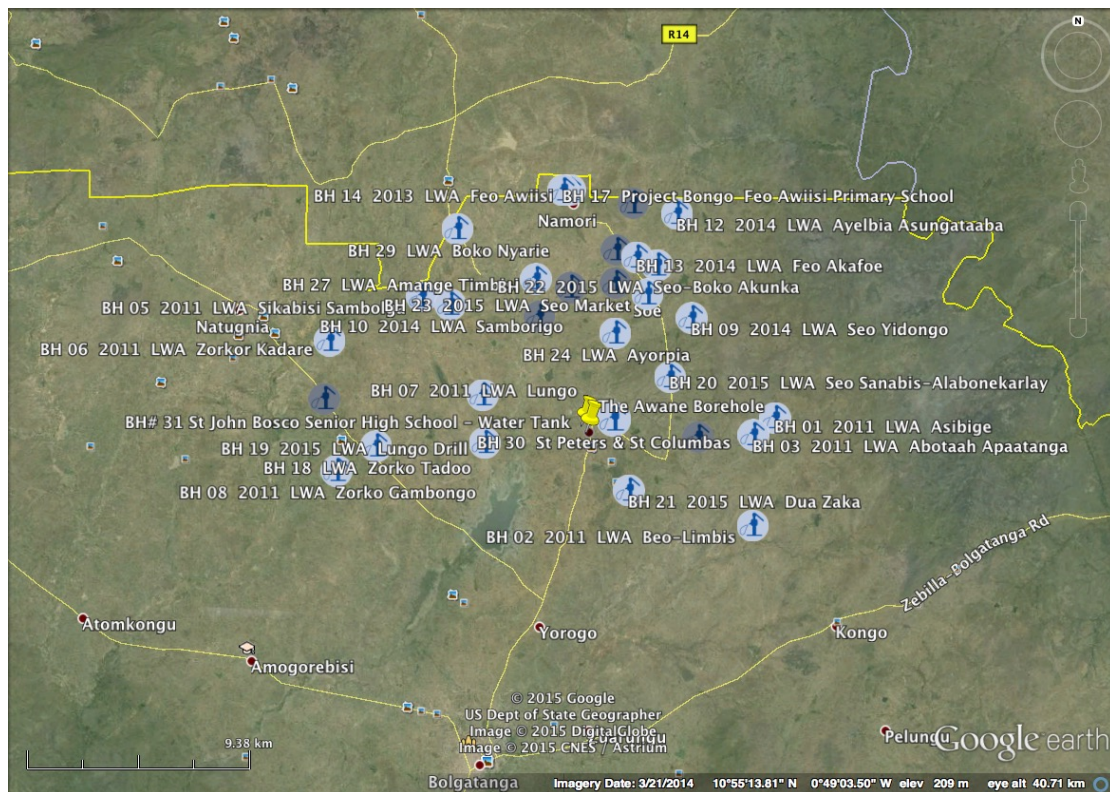 N
R14
BH 14  2013  LWA  Feo Awiisi
BH 17  Project Bongo  Feo Awiisi Primary School
Namori
BH 12  2014  LWA  Ayelbia Asungataaba
BH 29  LWA  Boko Nyarie
BH 13  2014  LWA  Feo Akafoe
BH 27  LWA  Amange
BH 22  2015  LWA  Seo-Boko Akunka
BH 05  2011  LWA  Sikabisi
BH 23  2015  LWA  Seo Market
Soe
Natugnia
BH 10  2014  LWA  Samborigo
BH 09  2014  LWA  Seo Yidongo
BH 06  2011  LWA  Zorkor Kadare
BH 24  LWA  Ayorpia
BH 20  2015  LWA  Seo Sanabis-Alabonekarlay
BH 07  2011  LWA  Lungo
The Awane Borehole
BH# 31 St John Bosco Senior High School - Water Tank
BH 01  2011  LWA  Asibige
BH 19  2015  LWA  Lungo Drill
BH 30  St Peters & St Columbas
BH 03  2011  LWA  Abotaah Apaatanga
BH 18  LWA  Zorko Tadoo
BH 08  2011  LWA  Zorko Gambongo
BH 21  2015  LWA  Dua Zaka
BH 02  2011  LWA  Beo-Limbis
Zebilla-Bolgatanga Rd
Atomkongu
Yorogo
Kongo
Amogorebisi
© 2015 Google
US Dept of State Geographer
Image © 2015 DigitalGlobe
Image © 2015 CNES / Astrium
Pelungu
Google earth
9.38 km
Bolgatanga
Imagery Date: 3/21/2014  10°55'13.81" N  0°49'03.50" W  elev  209 m  eye alt  40.71 km